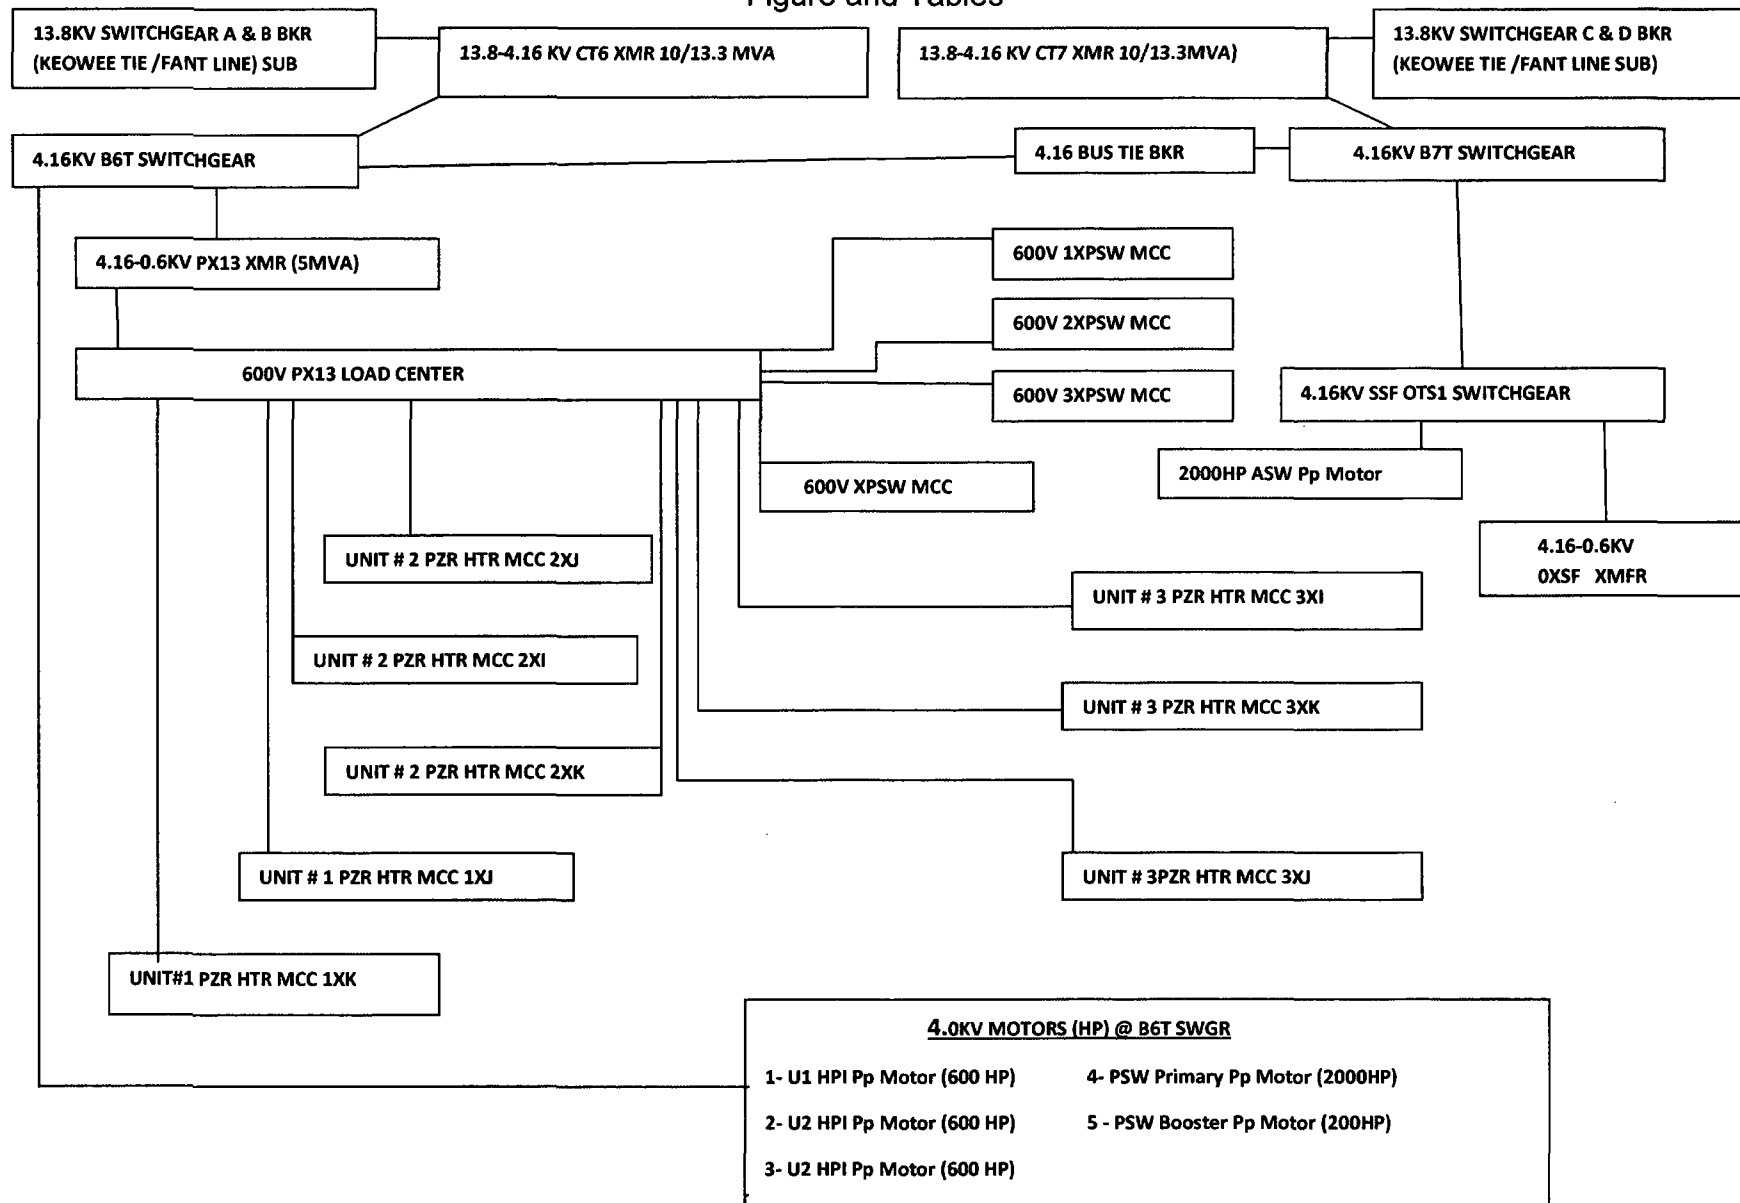 Figure and Tables
13.8KV SWITCHGEAR A & B BKR
(KEOWEE TIE /FANT LINE) SUB
13.8-4.16 KV CT6 XMR 10/13.3 MVA
13.8-4.16 KV CT7 XMR 10/13.3MVA)
13.8KV SWITCHGEAR C & D BKR
(KEOWEE TIE /FANT LINE SUB)
4.16KV B6T SWITCHGEAR
4.16 BUS TIE BKR
4.16KV B7T SWITCHGEAR
4.16-0.6KV PX13 XMR (5MVA)
600V 1XPSW MCC
600V 2XPSW MCC
600V PX13 LOAD CENTER
600V 3XPSW MCC
4.16KV SSF OTS1 SWITCHGEAR
2000HP ASW Pp Motor
600V XPSW MCC
4.16-0.6KV
0XSF XMFR
UNIT # 2 PZR HTR MCC 2XJ
UNIT # 3 PZR HTR MCC 3XI
UNIT # 2 PZR HTR MCC 2XI
UNIT # 3 PZR HTR MCC 3XK
UNIT # 2 PZR HTR MCC 2XK
UNIT # 1 PZR HTR MCC 1XJ
UNIT # 3PZR HTR MCC 3XJ
UNIT#1 PZR HTR MCC 1XK
4.0KV MOTORS (HP) @ B6T SWGR
1- U1 HPI Pp Motor (600 HP)
4- PSW Primary Pp Motor (2000HP)
2- U2 HPI Pp Motor (600 HP)
5 - PSW Booster Pp Motor (200HP)
3- U2 HPI Pp Motor (600 HP)